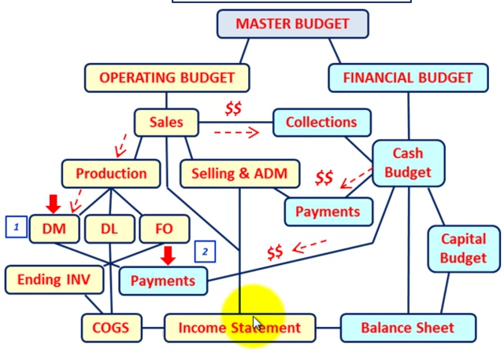 MASTER BUDGET
OPERATING BUDGET
FINANCIAL BUDGET
Sales
$$
Collections
Production
Selling & ADM
$$
Cash
Budget
Payments
1
DM
DL
FO
2
$$
Capital
Budget
Ending INV
Payments
COGS
Income Statement
Balance Sheet